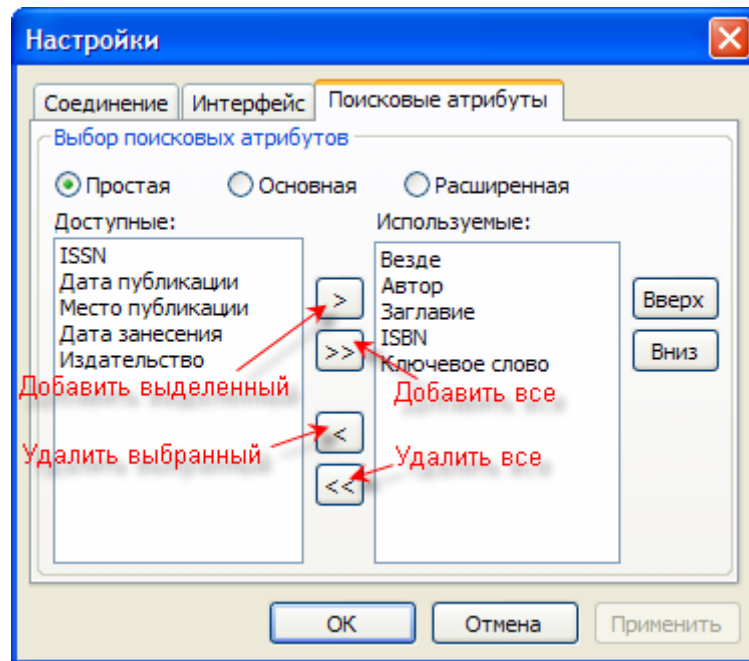 Настройки
Соединение Интерфейс Поисковые атрибуты
Выбор поисковых атрибутов
Простая Основная Расширенная
Доступные:
ISSN
Дата публикации
Место публикации
Дата занесения
Издательство
>
>>
<
<<
Используемые:
Везде
Автор
Заглавие
ISBN
Ключевое слово
Вверх
Вниз
Добавить выделенный
Добавить все
Удалить выбранный
Удалить все
OK Отмена Применить